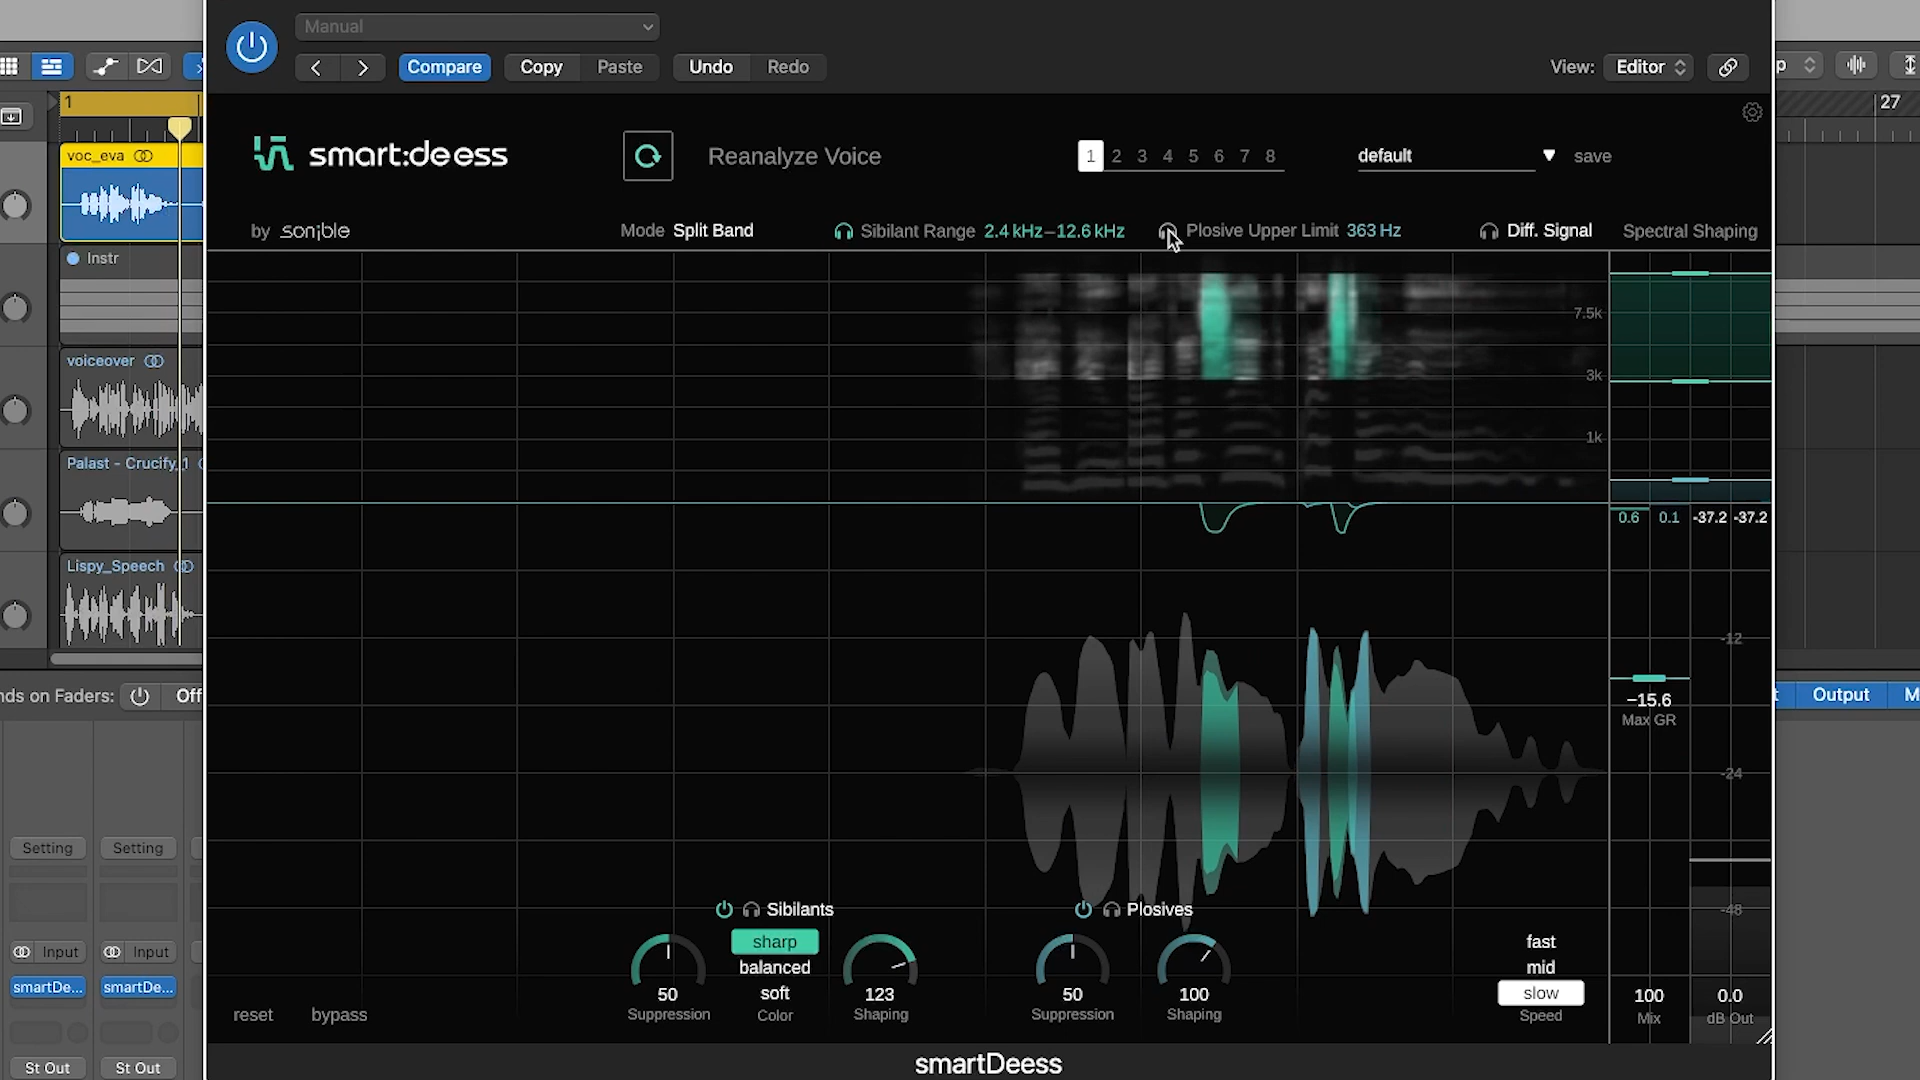 Manual
Compare
Copy
Paste
Undo
Redo
View:
Editor
p
1
27
smart:deess
Reanalyze Voice
1 2 3 4 5 6 7 8
default
save
by sonible
Mode Split Band
Sibilant Range 2.4 kHz–12.6 kHz
Plosive Upper Limit 363 Hz
Diff. Signal
Spectral Shaping
voc_eva
Instr
voiceover
Palast - Crucify_1
Lispy_Speech
7.5k
3k
1k
0.6
0.1
-37.2
-37.2
-12
−15.6
Max GR
-24
-48
nds on Faders:
Off
t
Output
M
Setting
Setting
Input
Input
smartDe...
smartDe...
St Out
St Out
Sibilants
Plosives
sharp
balanced
soft
Color
50
Suppression
123
Shaping
50
Suppression
100
Shaping
fast
mid
slow
Speed
100
Mix
0.0
dB Out
reset
bypass
smartDeess